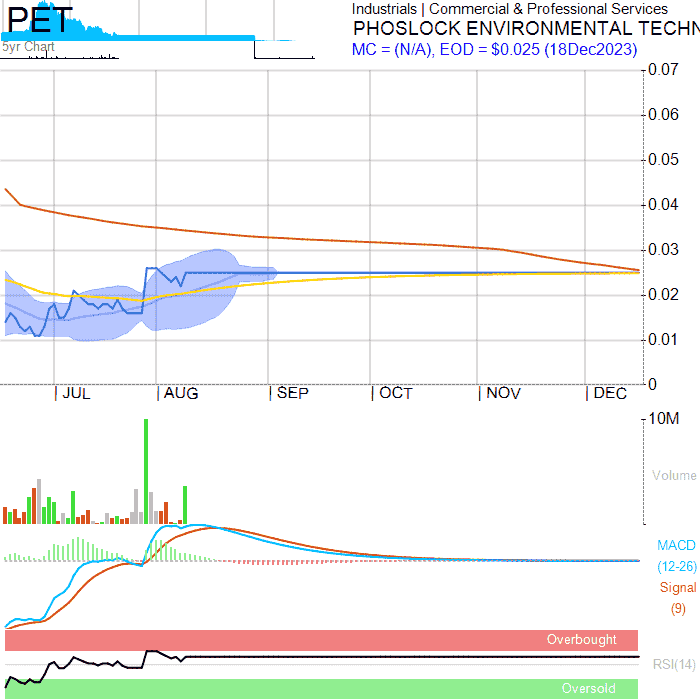 PET
5yr Chart
Industrials | Commercial & Professional Services
PHOSLOCK ENVIRONMENTAL TECHN
MC = (N/A), EOD = $0.025 (18Dec2023)
0.07
0.06
0.05
0.04
0.03
0.02
0.01
0
JUL AUG SEP OCT NOV DEC
10M
Volume
MACD
(12-26)
Signal
(9)
Overbought
RSI(14)
Oversold